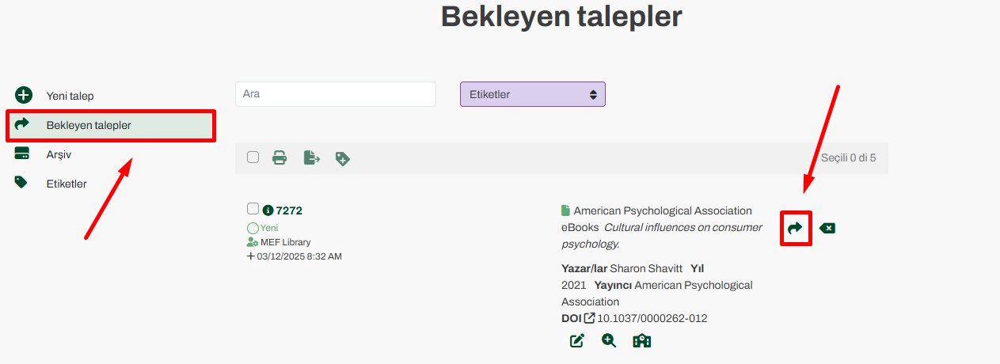 Bekleyen talepler
Yeni talep
Bekleyen talepler
Arşiv
Etiketler
Ara
Etiketler
Seçili 0 di 5
7272
Yeni
MEF Library
03/12/2025 8:32 AM
American Psychological Association
eBooks Cultural influences on consumer
psychology.
Yazar/lar Sharon Shavitt Yıl
2021 Yayıncı American Psychological
Association
DOI 10.1037/0000262-012